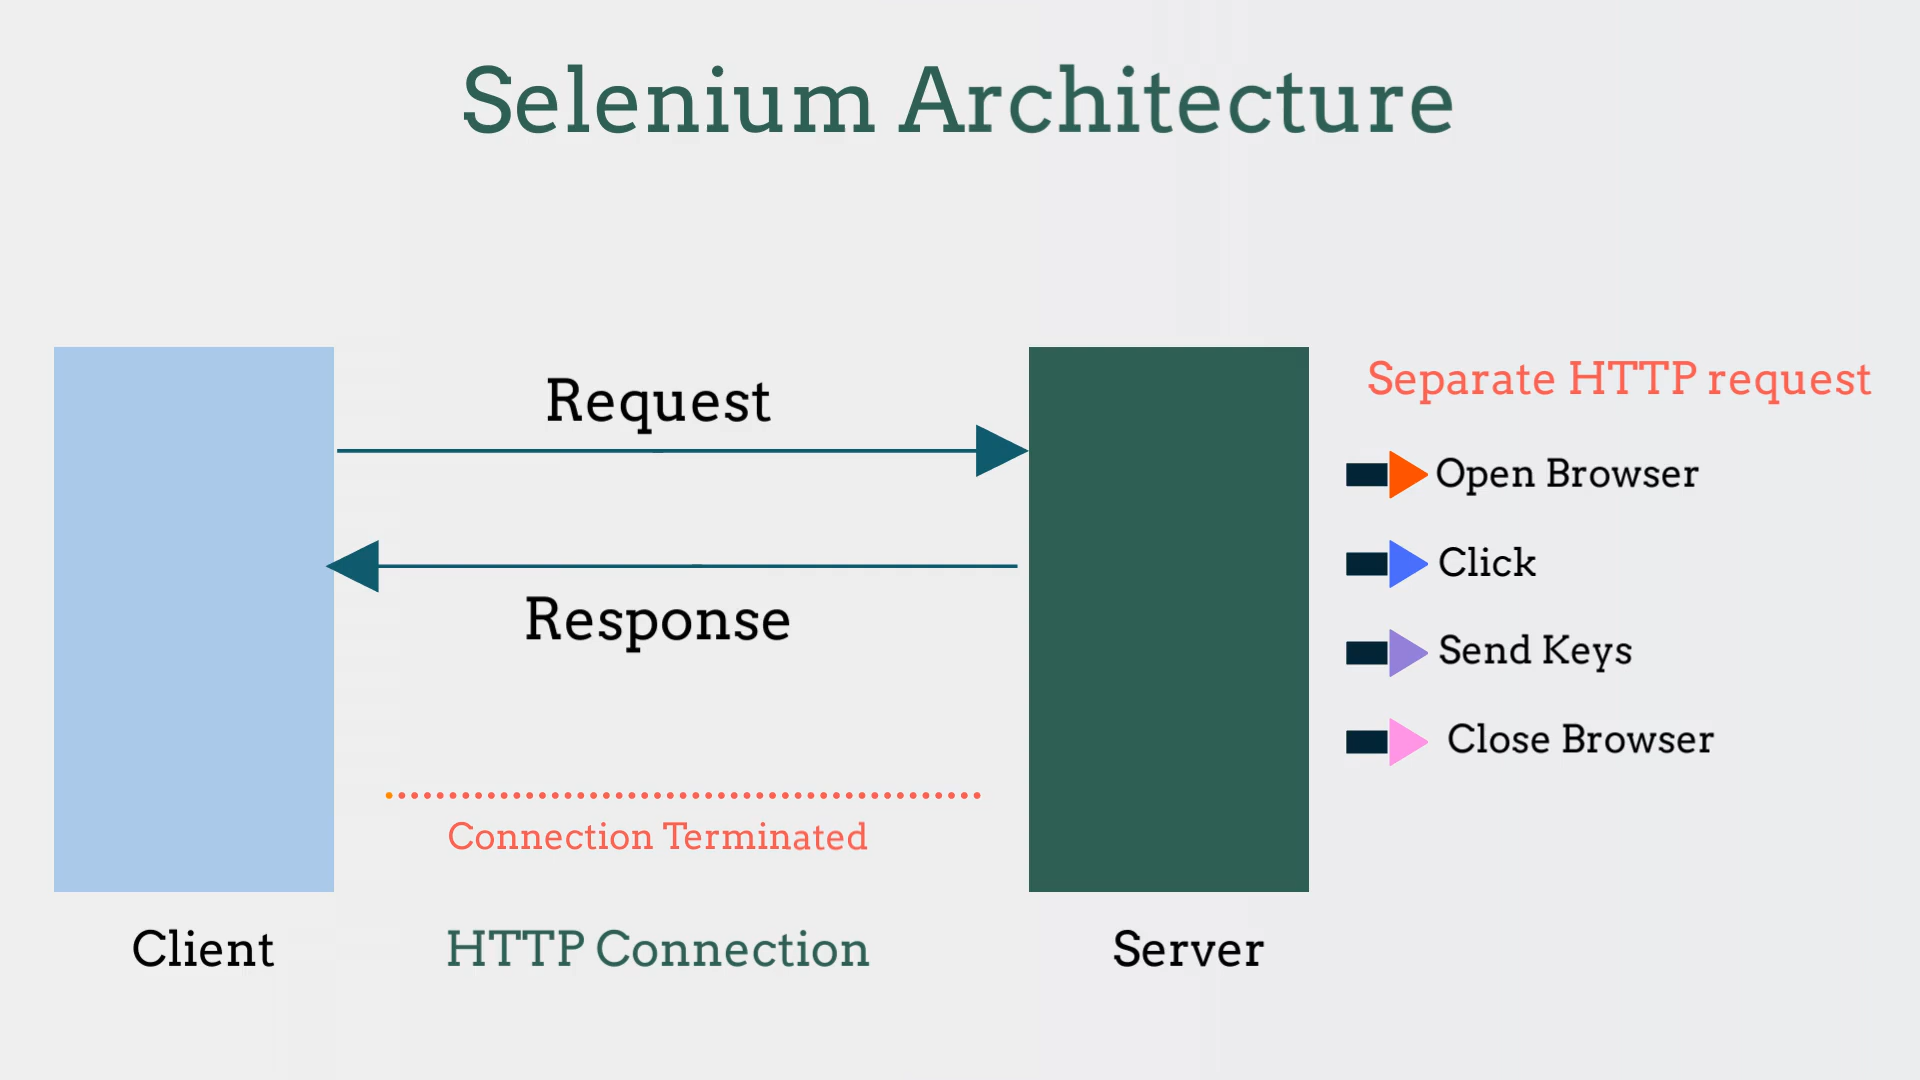 Selenium Architecture
Request
Response
Connection Terminated
Client
HTTP Connection
Server
Separate HTTP request
Open Browser
Click
Send Keys
Close Browser